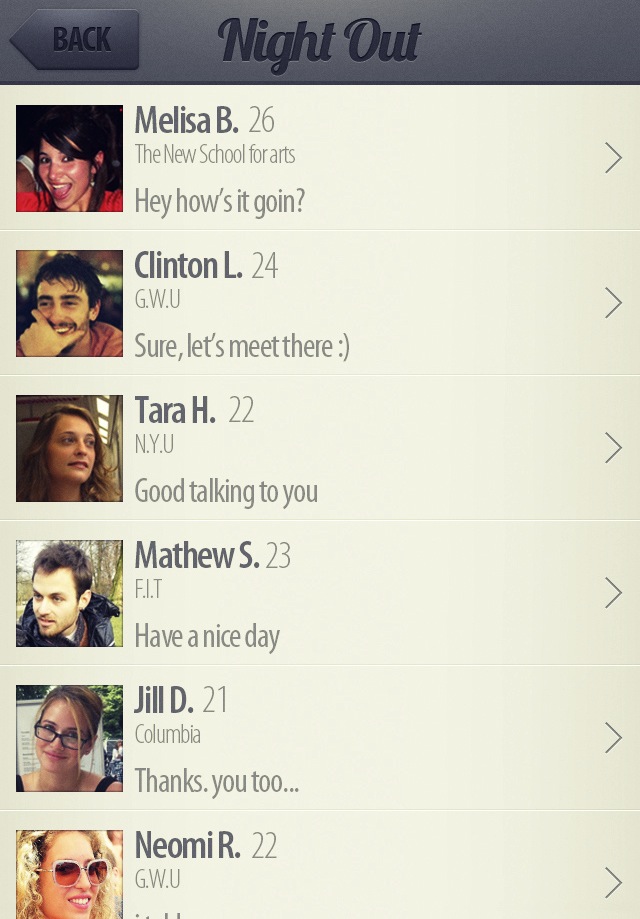 BACK
Night Out
Melisa B. 26
The New School for arts
Hey how's it goin?
Clinton L. 24
G.W.U
Sure, let's meet there :)
Tara H. 22
N.Y.U
Good talking to you
Mathew S. 23
F.I.T
Have a nice day
Jill D. 21
Columbia
Thanks. you too...
Neomi R. 22
G.W.U